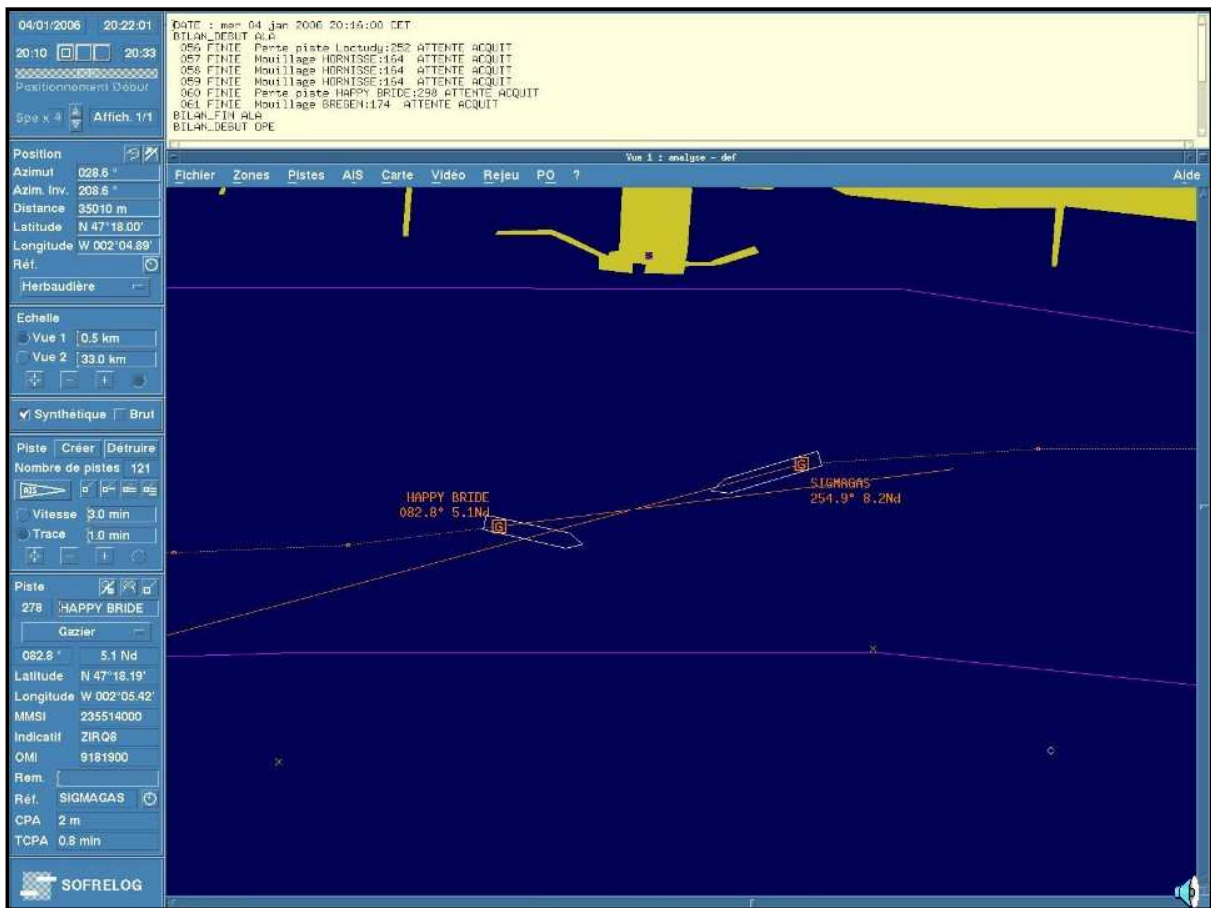 04/01/2006 20:22:01
20:10 20:33
Positionnement Début
Spe x 4 Affich. 1/1
DATE : mer 04 jan 2006 20:16:00 CET
BILAN_DEBUT ALA
056 FINIE Perte piste Loctudy:252 ATTENTE ACQUIT
057 FINIE Mouillage HORNISSE:164 ATTENTE ACQUIT
058 FINIE Mouillage HORNISSE:164 ATTENTE ACQUIT
059 FINIE Mouillage HORNISSE:164 ATTENTE ACQUIT
060 FINIE Perte piste HAPPY BRIDE:298 ATTENTE ACQUIT
061 FINIE Mouillage BREGEN:174 ATTENTE ACQUIT
BILAN_FIN ALA
BILAN_DEBUT OPE
Vue 1 : analyse - def
Fichier Zones Pistes AIS Carte Vidéo Rejeu PO ? Aide
Position
Azimut 028.6 °
Azim. Inv. 208.6 °
Distance 35010 m
Latitude N 47°18.00'
Longitude W 002°04.89'
Réf.
Herbaudière
Echelle
Vue 1 0.5 km
Vue 2 33.0 km
Synthétique Brut
Piste Créer Détruire
Nombre de pistes 121
AIS
Vitesse 3.0 min
Trace 1.0 min
Piste
278 HAPPY BRIDE
Gazier
082.8 ° 5.1 Nd
Latitude N 47°18.19'
Longitude W 002°05.42'
MMSI 235514000
Indicatif ZIRQ8
OMI 9181900
Rem.
Réf. SIGMAGAS
CPA 2 m
TCPA 0.8 min
SOFRELOG
HAPPY BRIDE
082.8° 5.1Nd
G
G
SIGMAGAS
254.9° 8.2Nd